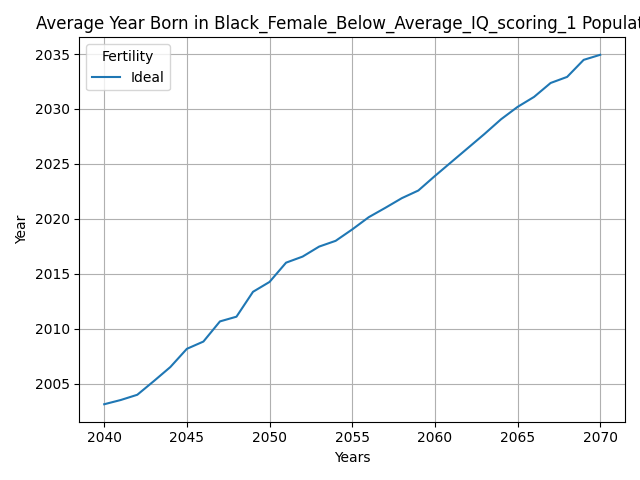 Average Year Born in Black_Female_Below_Average_IQ_scoring_1 Populat
Fertility
Ideal
Year
2035
2030
2025
2020
2015
2010
2005
2040 2045 2050 2055 2060 2065 2070
Years